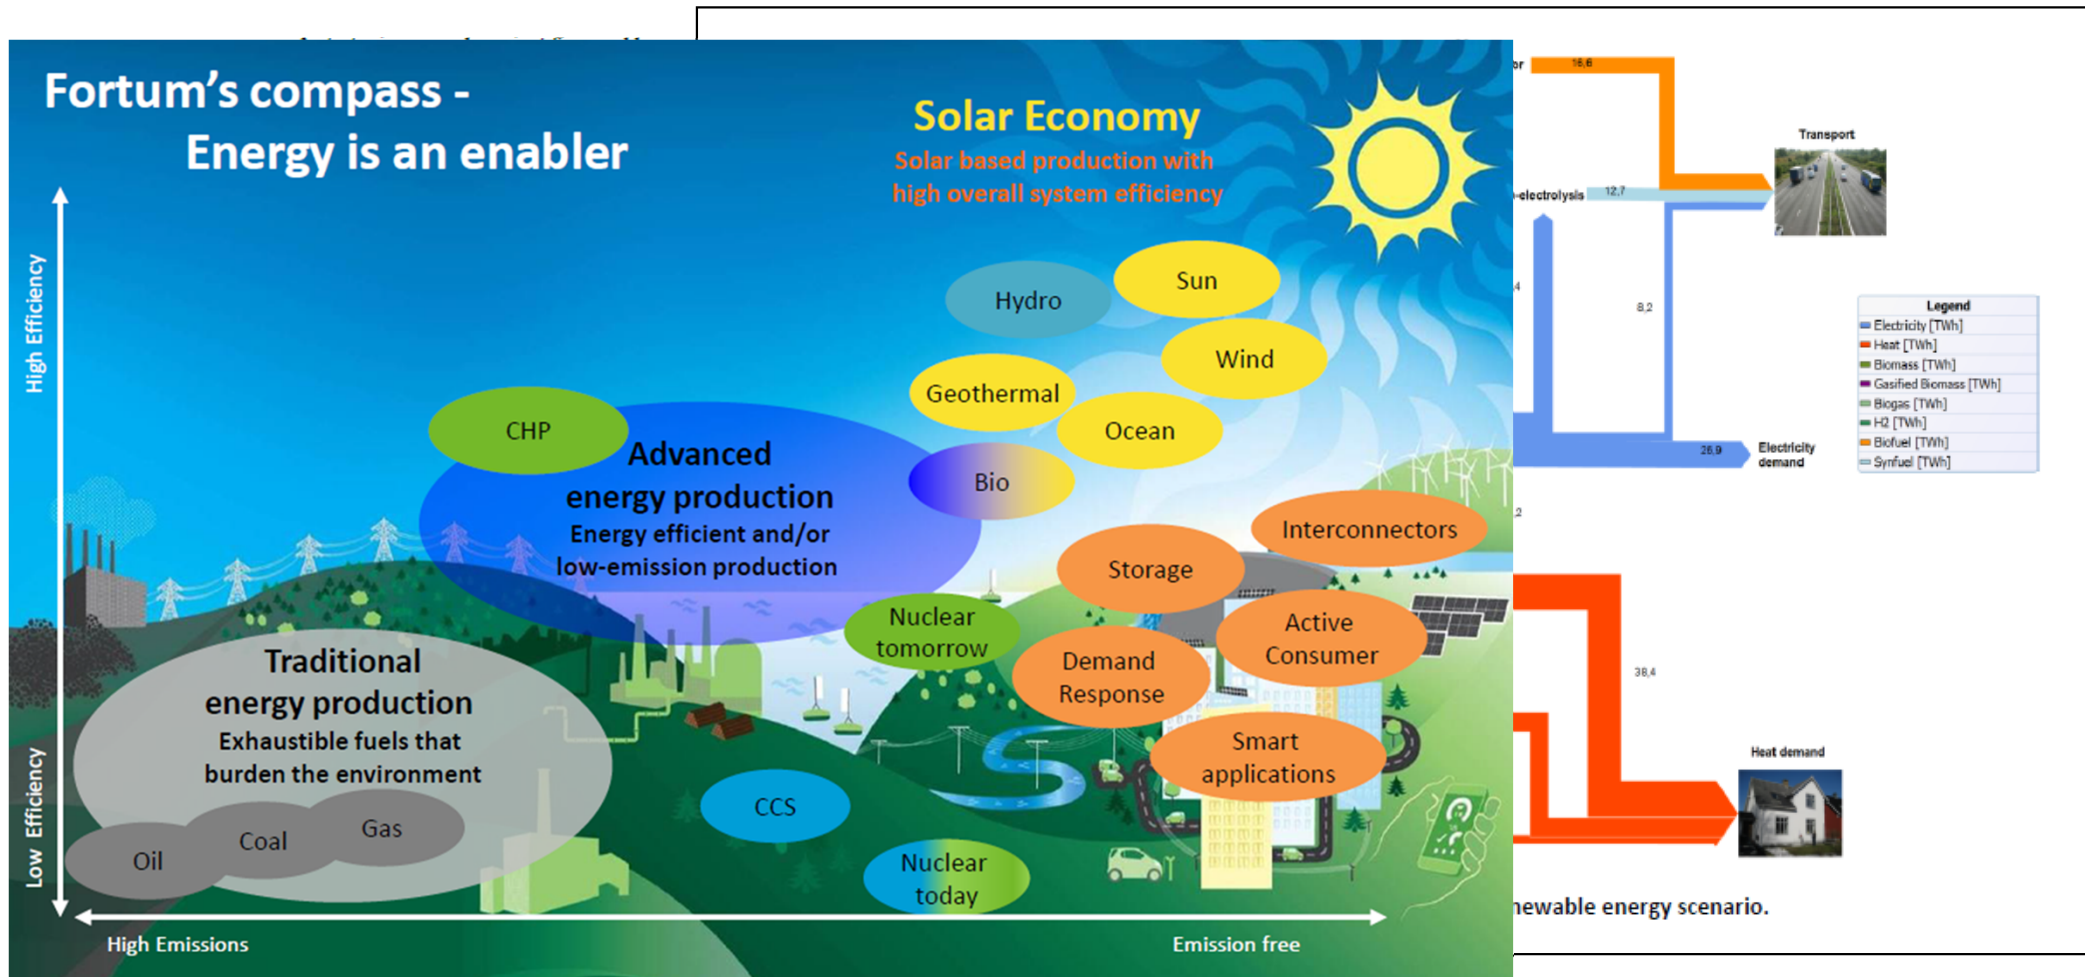 Fortum's compass -
Energy is an enabler
Solar Economy
Solar based production with
high overall system efficiency
High Efficiency
Low Efficiency
High Emissions
Emission free
Hydro
Sun
Wind
Geothermal
Ocean
Bio
CHP
Advanced
energy production
Energy efficient and/or
low-emission production
Interconnectors
Storage
Nuclear
tomorrow
Active
Consumer
Demand
Response
Smart
applications
Traditional
energy production
Exhaustible fuels that
burden the environment
Oil
Coal
Gas
CCS
Nuclear
today
16,6
Transport
-electrolysis
12,7
8,2
26,9
Electricity
demand
Legend
Electricity [TWh]
Heat [TWh]
Biomass [TWh]
Gasified Biomass [TWh]
Biogas [TWh]
H2 [TWh]
Biofuel [TWh]
Synfuel [TWh]
38,4
Heat demand
newable energy scenario.